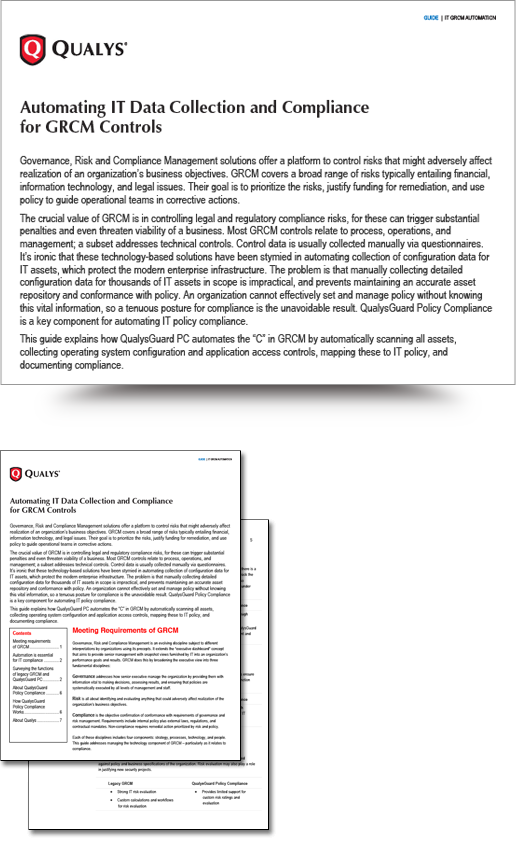 GUIDE | IT GRCM AUTOMATION
QUALYS®
Automating IT Data Collection and Compliance
for GRCM Controls
Governance, Risk and Compliance Management solutions offer a platform to control risks that might adversely affect
realization of an organization's business objectives. GRCM covers a broad range of risks typically entailing financial,
information technology, and legal issues. Their goal is to prioritize the risks, justify funding for remediation, and use
policy to guide operational teams in corrective actions.
The crucial value of GRCM is in controlling legal and regulatory compliance risks, for these can trigger substantial
penalties and even threaten viability of a business. Most GRCM controls relate to process, operations, and
management; a subset addresses technical controls. Control data is usually collected manually via questionnaires.
It's ironic that these technology-based solutions have been stymied in automating collection of configuration data for
IT assets, which protect the modern enterprise infrastructure. The problem is that manually collecting detailed
configuration data for thousands of IT assets in scope is impractical, and prevents maintaining an accurate asset
repository and conformance with policy. An organization cannot effectively set and manage policy without knowing
this vital information, so a tenuous posture for compliance is the unavoidable result. QualysGuard Policy Compliance
is a key component for automating IT policy compliance.
This guide explains how QualysGuard PC automates the “C” in GRCM by automatically scanning all assets,
collecting operating system configuration and application access controls, mapping these to IT policy, and
documenting compliance.
GUIDE | IT GRCM AUTOMATION
QUALYS®
Automating IT Data Collection and Compliance
for GRCM Controls
Governance, Risk and Compliance Management solutions offer a platform to control risks that might adversely affect
realization of an organization's business objectives. GRCM covers a broad range of risks typically entailing financial,
information technology, and legal issues. Their goal is to prioritize the risks, justify funding for remediation, and use
policy to guide operational teams in corrective actions.
The crucial value of GRCM is in controlling legal and regulatory compliance risks, for these can trigger substantial
penalties and even threaten viability of a business. Most GRCM controls relate to process, operations, and
management; a subset addresses technical controls. Control data is usually collected manually via questionnaires.
It's ironic that these technology-based solutions have been stymied in automating collection of configuration data for
IT assets, which protect the modern enterprise infrastructure. The problem is that manually collecting detailed
configuration data for thousands of IT assets in scope is impractical, and prevents maintaining an accurate asset
repository and conformance with policy. An organization cannot effectively set and manage policy without knowing
this vital information, so a tenuous posture for compliance is the unavoidable result. QualysGuard Policy Compliance
is a key component for automating IT policy compliance.
This guide explains how QualysGuard PC automates the “C” in GRCM by automatically scanning all assets,
collecting operating system configuration and application access controls, mapping these to IT policy, and
documenting compliance.
Contents
Meeting requirements
of GRCM ................1
Automation is essential
for IT compliance ........2
Surveying the functions
of legacy GRCM and
QualysGuard PC.........2
About QualysGuard
Policy Compliance .......6
How QualysGuard
Policy Compliance
Works...................6
About Qualys ............7
Meeting Requirements of GRCM
Governance, Risk and Compliance Management is an evolving discipline subject to different
interpretations by organizations using its precepts. It extends the “executive dashboard” concept
that aims to provide senior management with snapshot views furnished by IT into an organization's
performance goals and results. GRCM does this by broadening the executive view into three
fundamental disciplines:
Governance addresses how senior executive manage the organization by providing them with
information vital to making decisions, assessing results, and ensuring that policies are
systematically executed by all levels of management and staff.
Risk is all about identifying and evaluating anything that could adversely affect realization of the
organization's business objectives.
Compliance is the objective confirmation of conformance with requirements of governance and
risk management. Requirements include internal policy plus external laws, regulations, and
contractual mandates. Non-compliance requires remedial action prioritized by risk and policy.
Each of these disciplines includes four components: strategy, processes, technology, and people.
This guide addresses managing the technology component of GRCM – particularly as it relates to
compliance.
5
against policy and business specifications of the organization. Risk evaluation may also play a role
in justifying new security projects.
Legacy GRCM
QualysGuard Policy Compliance
• Strong IT risk evaluation
• Custom calculations and workflows
for risk evaluation
• Provides limited support for
custom risk ratings and
evaluation